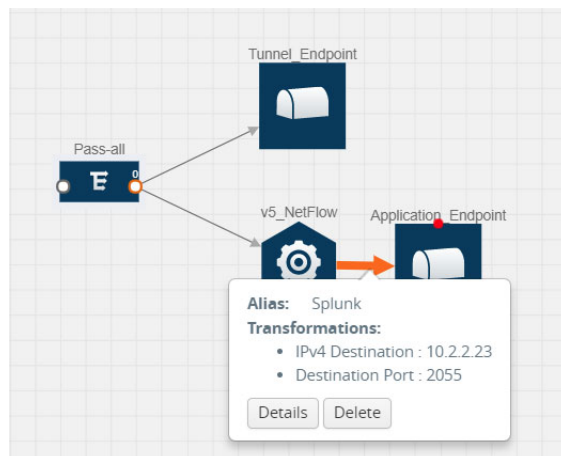 Tunnel_Endpoint
Pass-all
0
v5_NetFlow
Application_Endpoint
Alias: Splunk
Transformations:
• IPv4 Destination : 10.2.2.23
• Destination Port : 2055
Details Delete